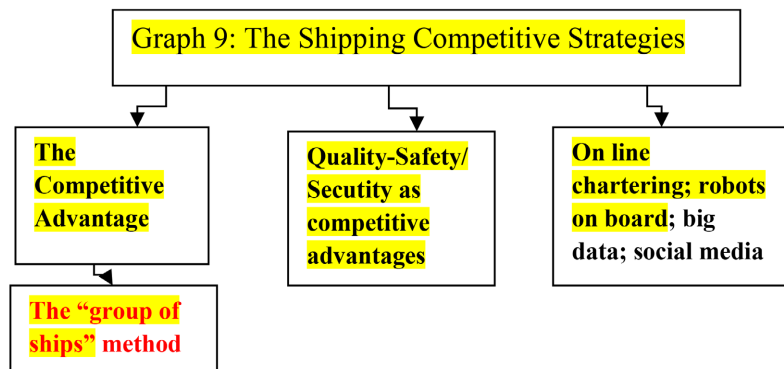 Graph 9: The Shipping Competitive Strategies
The
Competitive
Advantage
Quality-Safety/
Secutity as
competitive
advantages
On line
chartering; robots
on board; big
data; social media
The “group of
ships” method